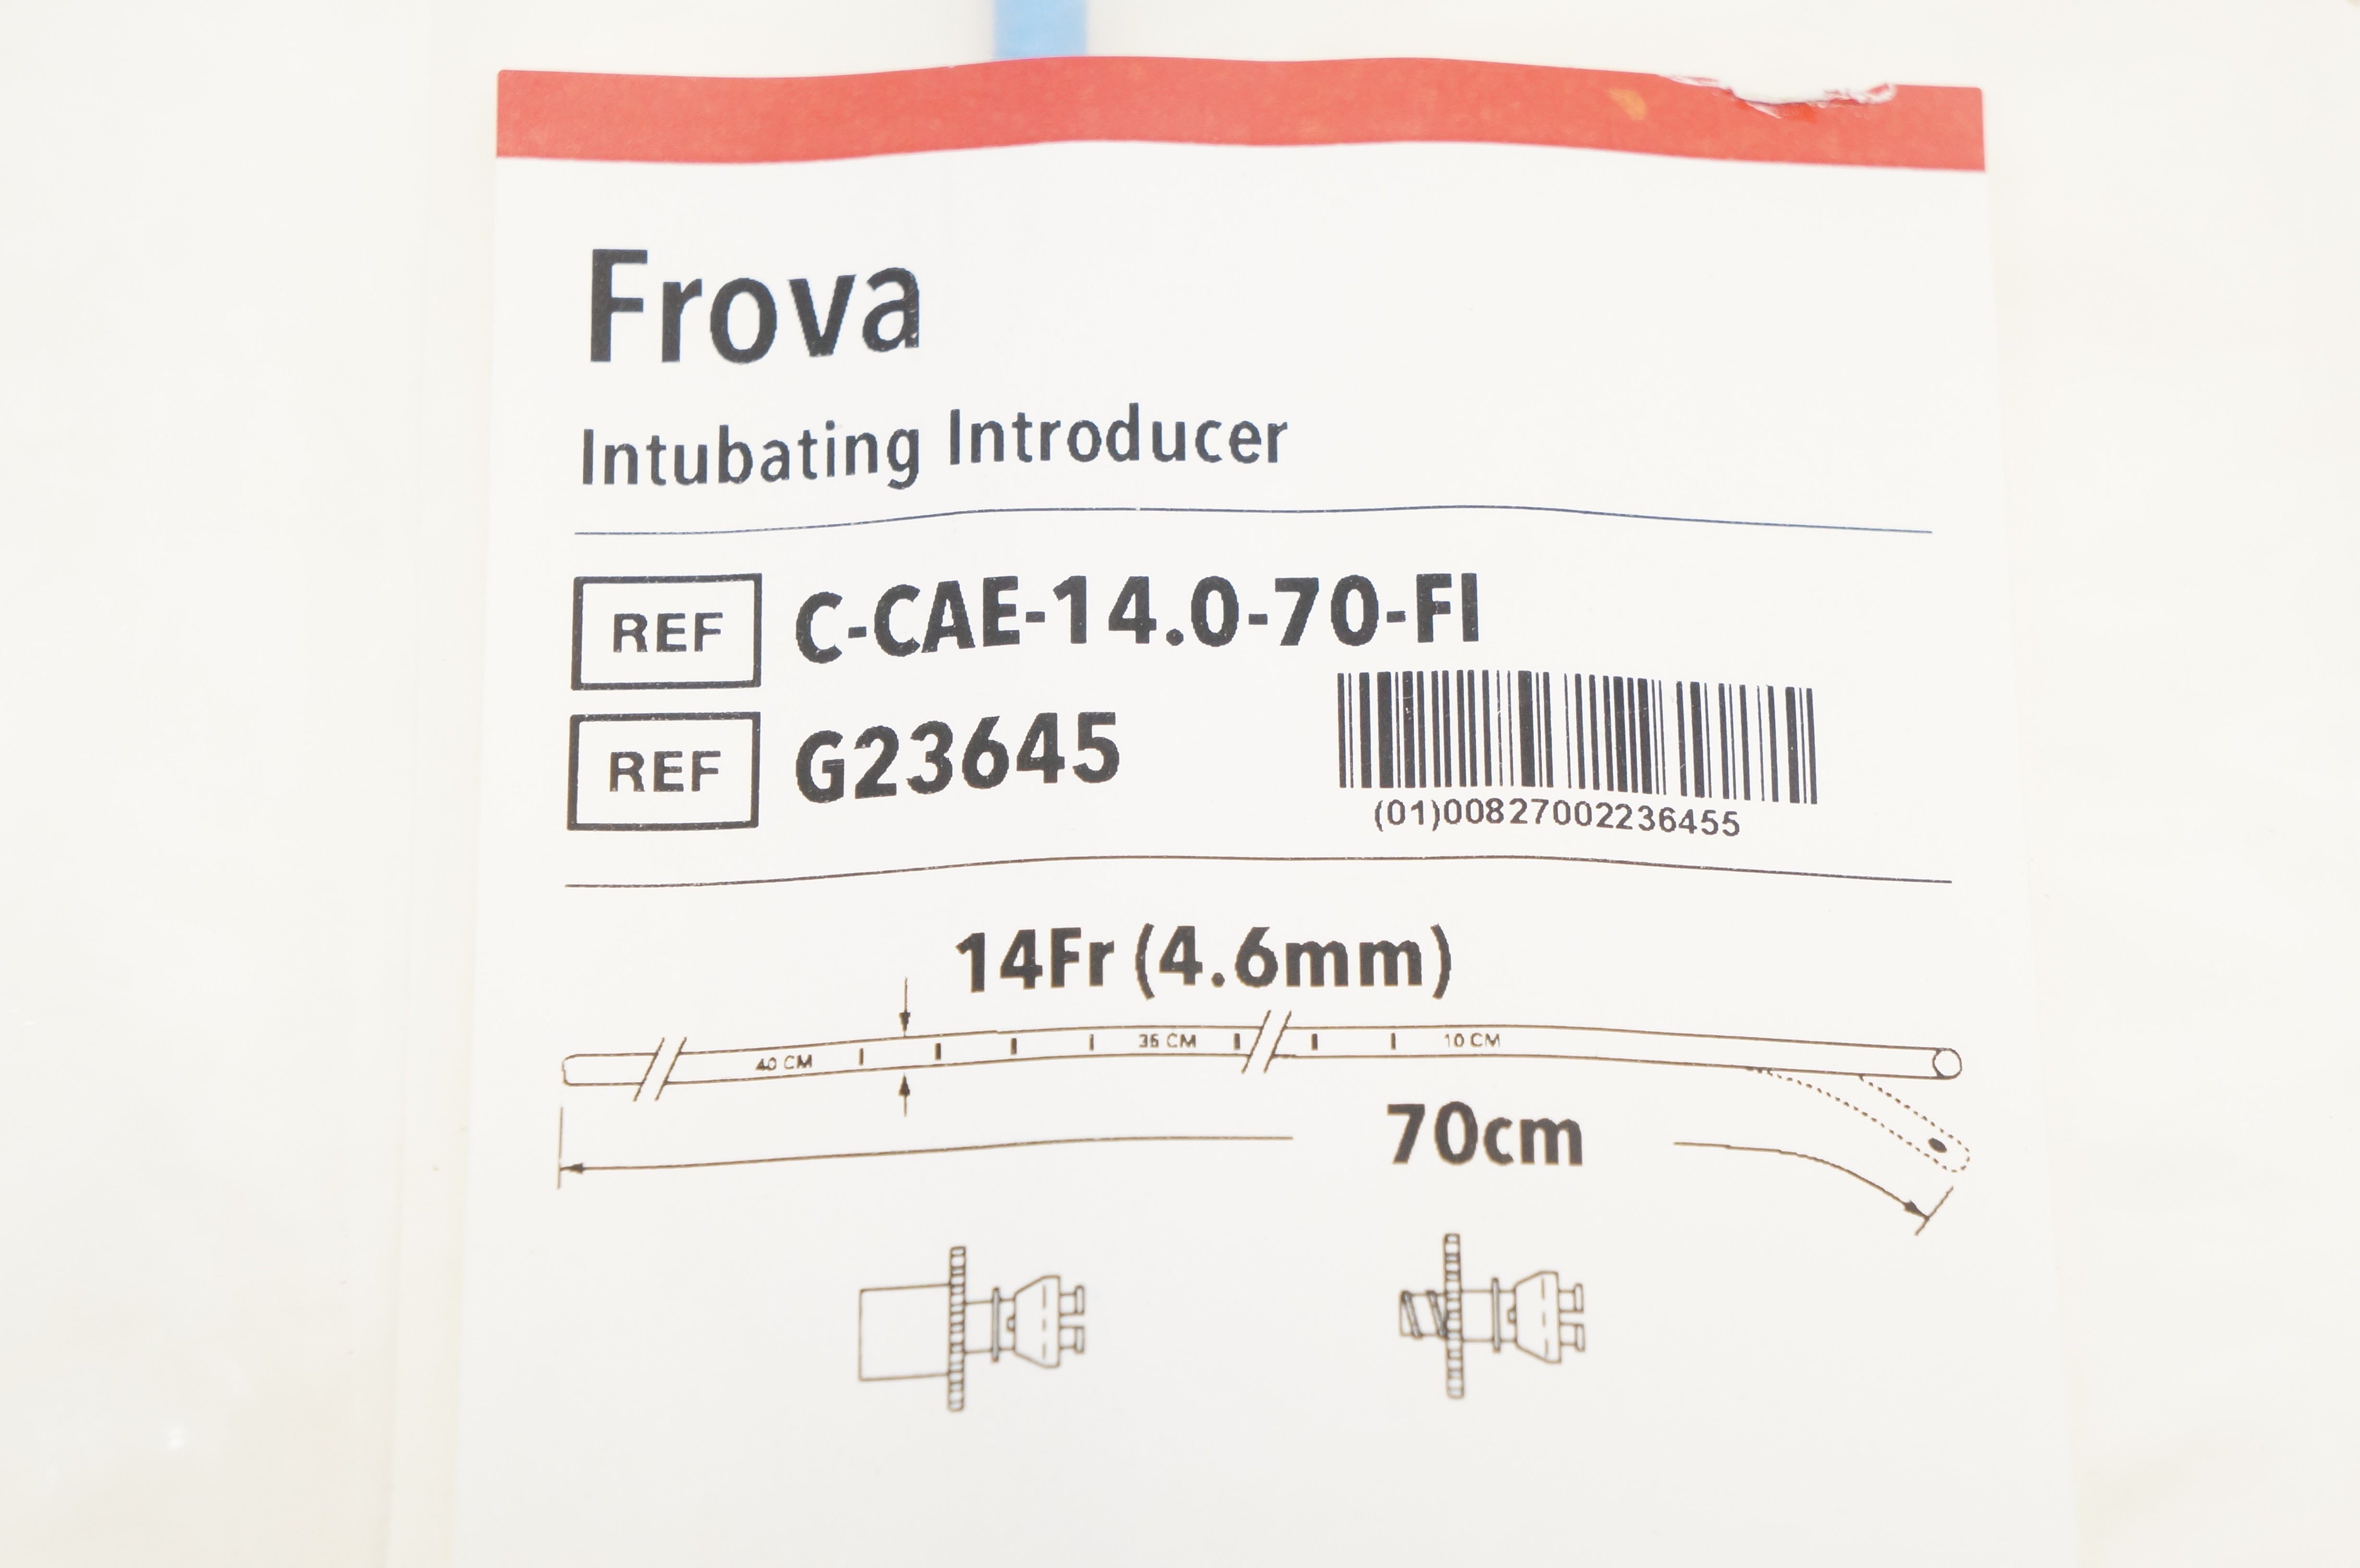 Frova
Intubating Introducer
REF C-CAE-14.0-70-FI
REF G23645
(01)00827002236455
14Fr (4.6mm)
40 CM 35 CM 10 CM
70cm